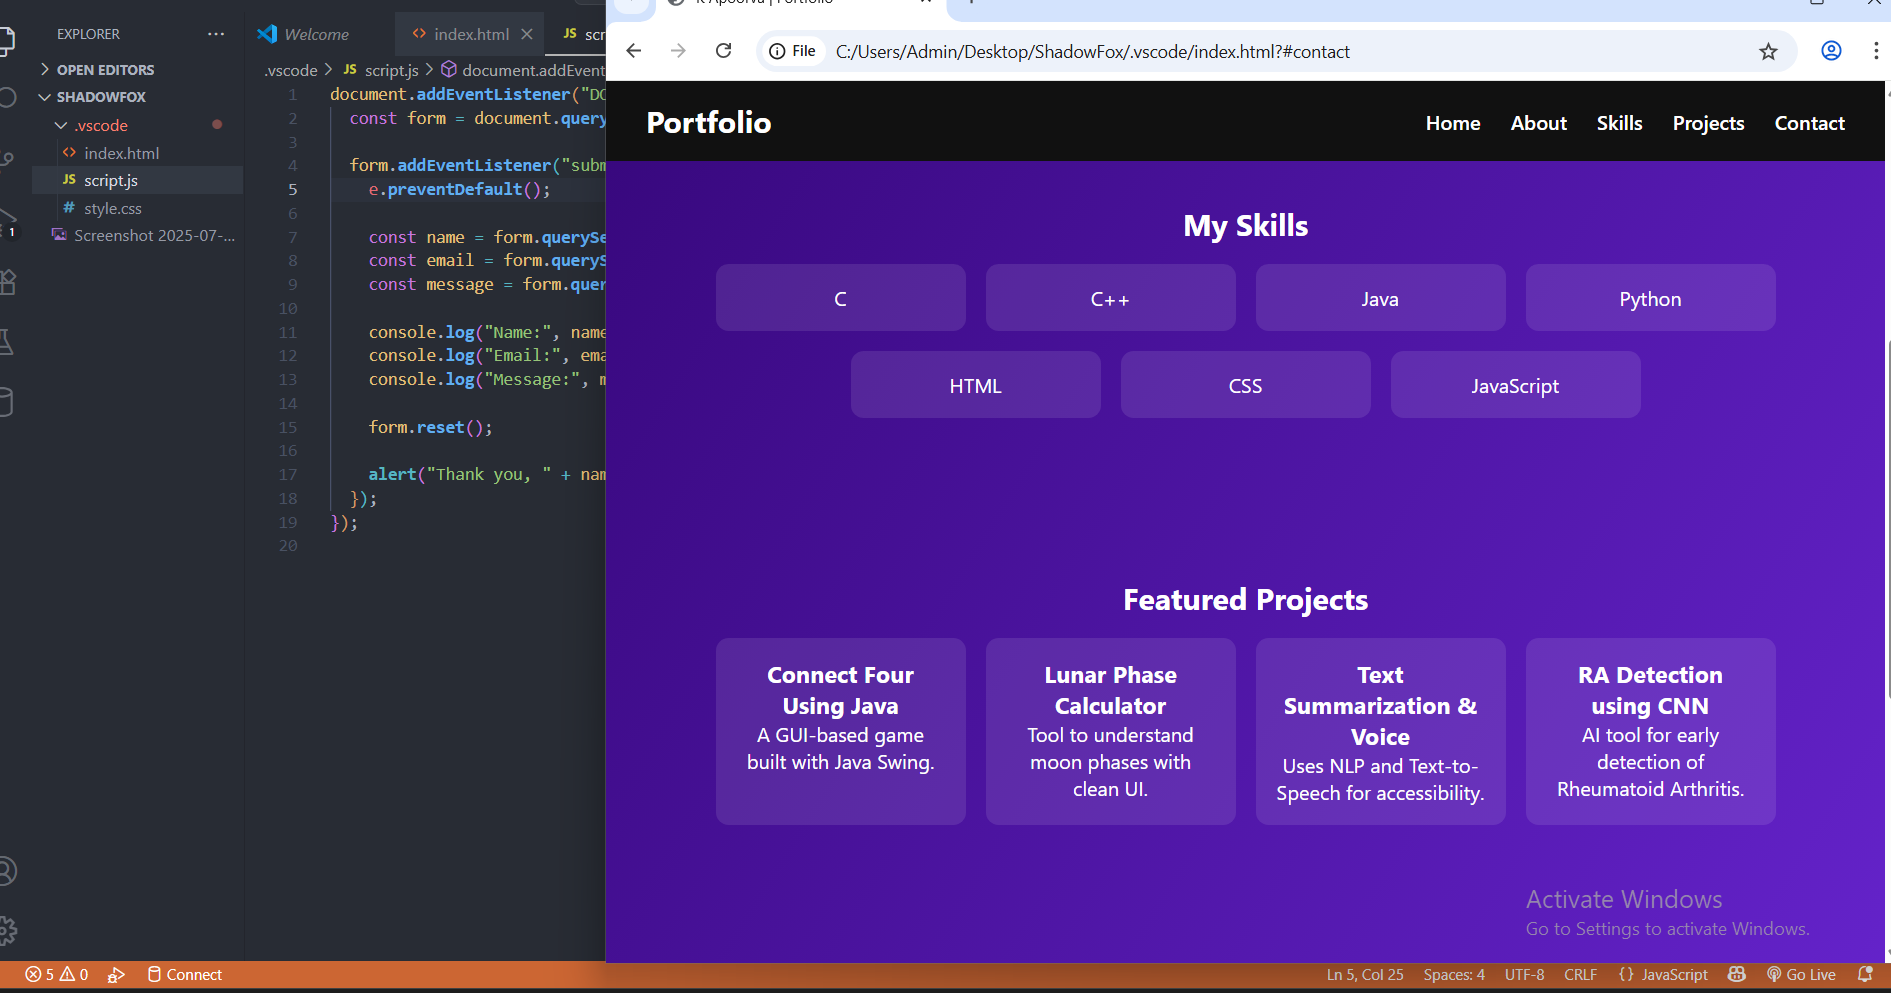 EXPLORER
OPEN EDITORS
SHADOWFOX
.vscode
index.html
JS script.js
# style.css
Screenshot 2025-07-...
1
Welcome
index.html
JS scr
.vscode > JS script.js > document.addEvent
1 document.addEventListener("DO
2 const form = document.query
3
4 form.addEventListener("subm
5 e.preventDefault();
6
7 const name = form.querySe
8 const email = form.queryS
9 const message = form.quer
10
11 console.log("Name:", name
12 console.log("Email:", ema
13 console.log("Message:", m
14
15 form.reset();
16
17 alert("Thank you, " + nam
18 });
19 });
20
K Apoorva | Portfolio
File C:/Users/Admin/Desktop/ShadowFox/.vscode/index.html?#contact
Portfolio
Home About Skills Projects Contact
My Skills
C C++ Java Python
HTML CSS JavaScript
Featured Projects
Connect Four
Using Java
A GUI-based game
built with Java Swing.
Lunar Phase
Calculator
Tool to understand
moon phases with
clean UI.
Text
Summarization &
Voice
Uses NLP and Text-to-
Speech for accessibility.
RA Detection
using CNN
AI tool for early
detection of
Rheumatoid Arthritis.
Activate Windows
Go to Settings to activate Windows.
5 0 Connect
Ln 5, Col 25 Spaces: 4 UTF-8 CRLF {} JavaScript Go Live